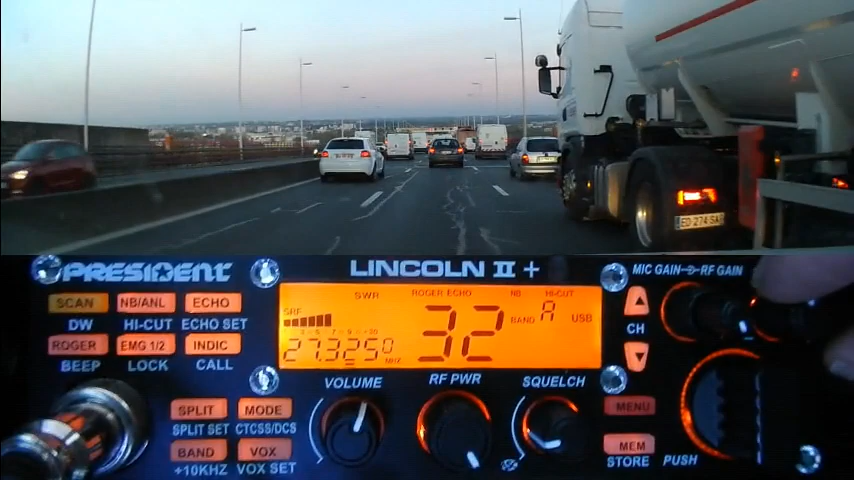 ED 274 SA
PRESIDENT
LINCOLN II +
MIC GAIN RF GAIN
SCAN
NB/ANL
ECHO
DW
HI-CUT
ECHO SET
ROGER
EMG 1/2
INDIC
BEEP
LOCK
CALL
SWR
ROGER ECHO
NB
HI-CUT
SRF
32
BAND A
USB
27.3250 MHZ
CH
VOLUME
RF PWR
SQUELCH
SPLIT
MODE
SPLIT SET
CTCSS/DCS
BAND
VOX
+10KHZ
VOX SET
MENU
MEM
STORE
PUSH